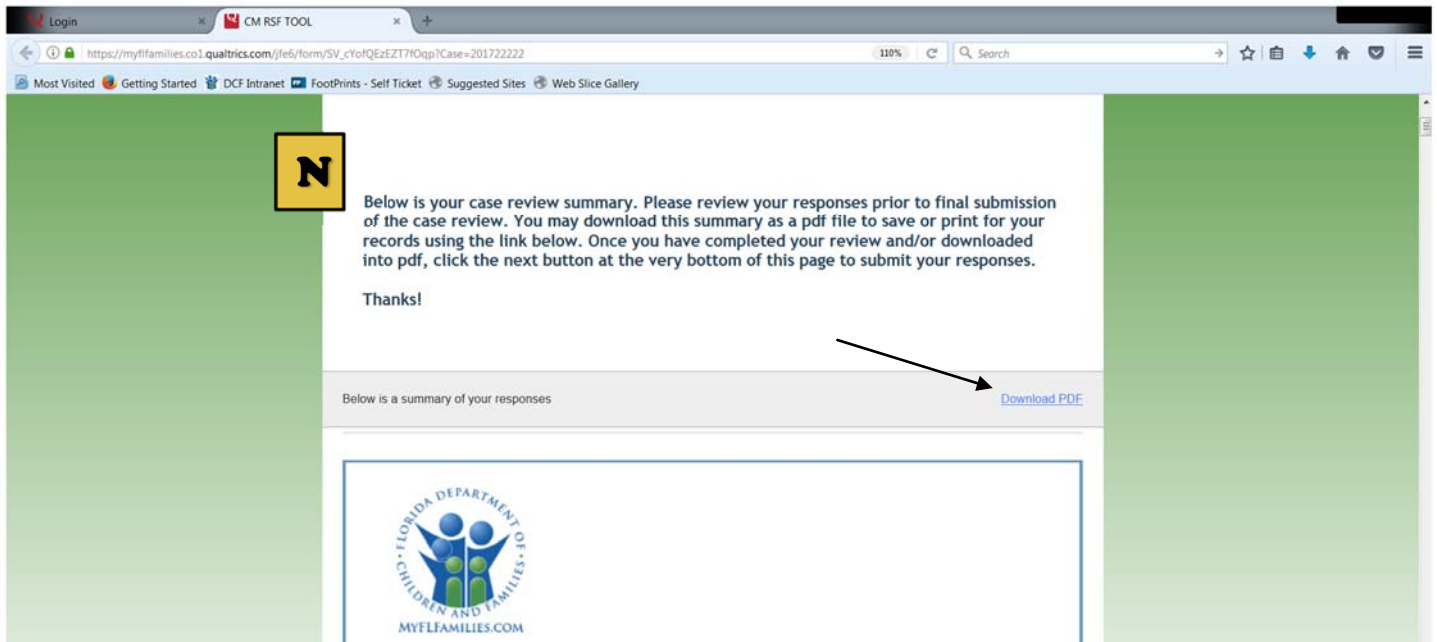 Login
CM RSF TOOL
https://myflfamilies.co1.qualtrics.com/jfe6/form/SV_cYofQEzEZT7fOqp?Case=201722222
110%
Search
Most Visited Getting Started DCF Intranet FootPrints - Self Ticket Suggested Sites Web Slice Gallery
N
Below is your case review summary. Please review your responses prior to final submission
of the case review. You may download this summary as a pdf file to save or print for your
records using the link below. Once you have completed your review and/or downloaded
into pdf, click the next button at the very bottom of this page to submit your responses.
Thanks!
Below is a summary of your responses
Download PDF
FLORIDA DEPARTMENT OF
CHILDREN AND FAMILIES
MYFLFAMILIES.COM